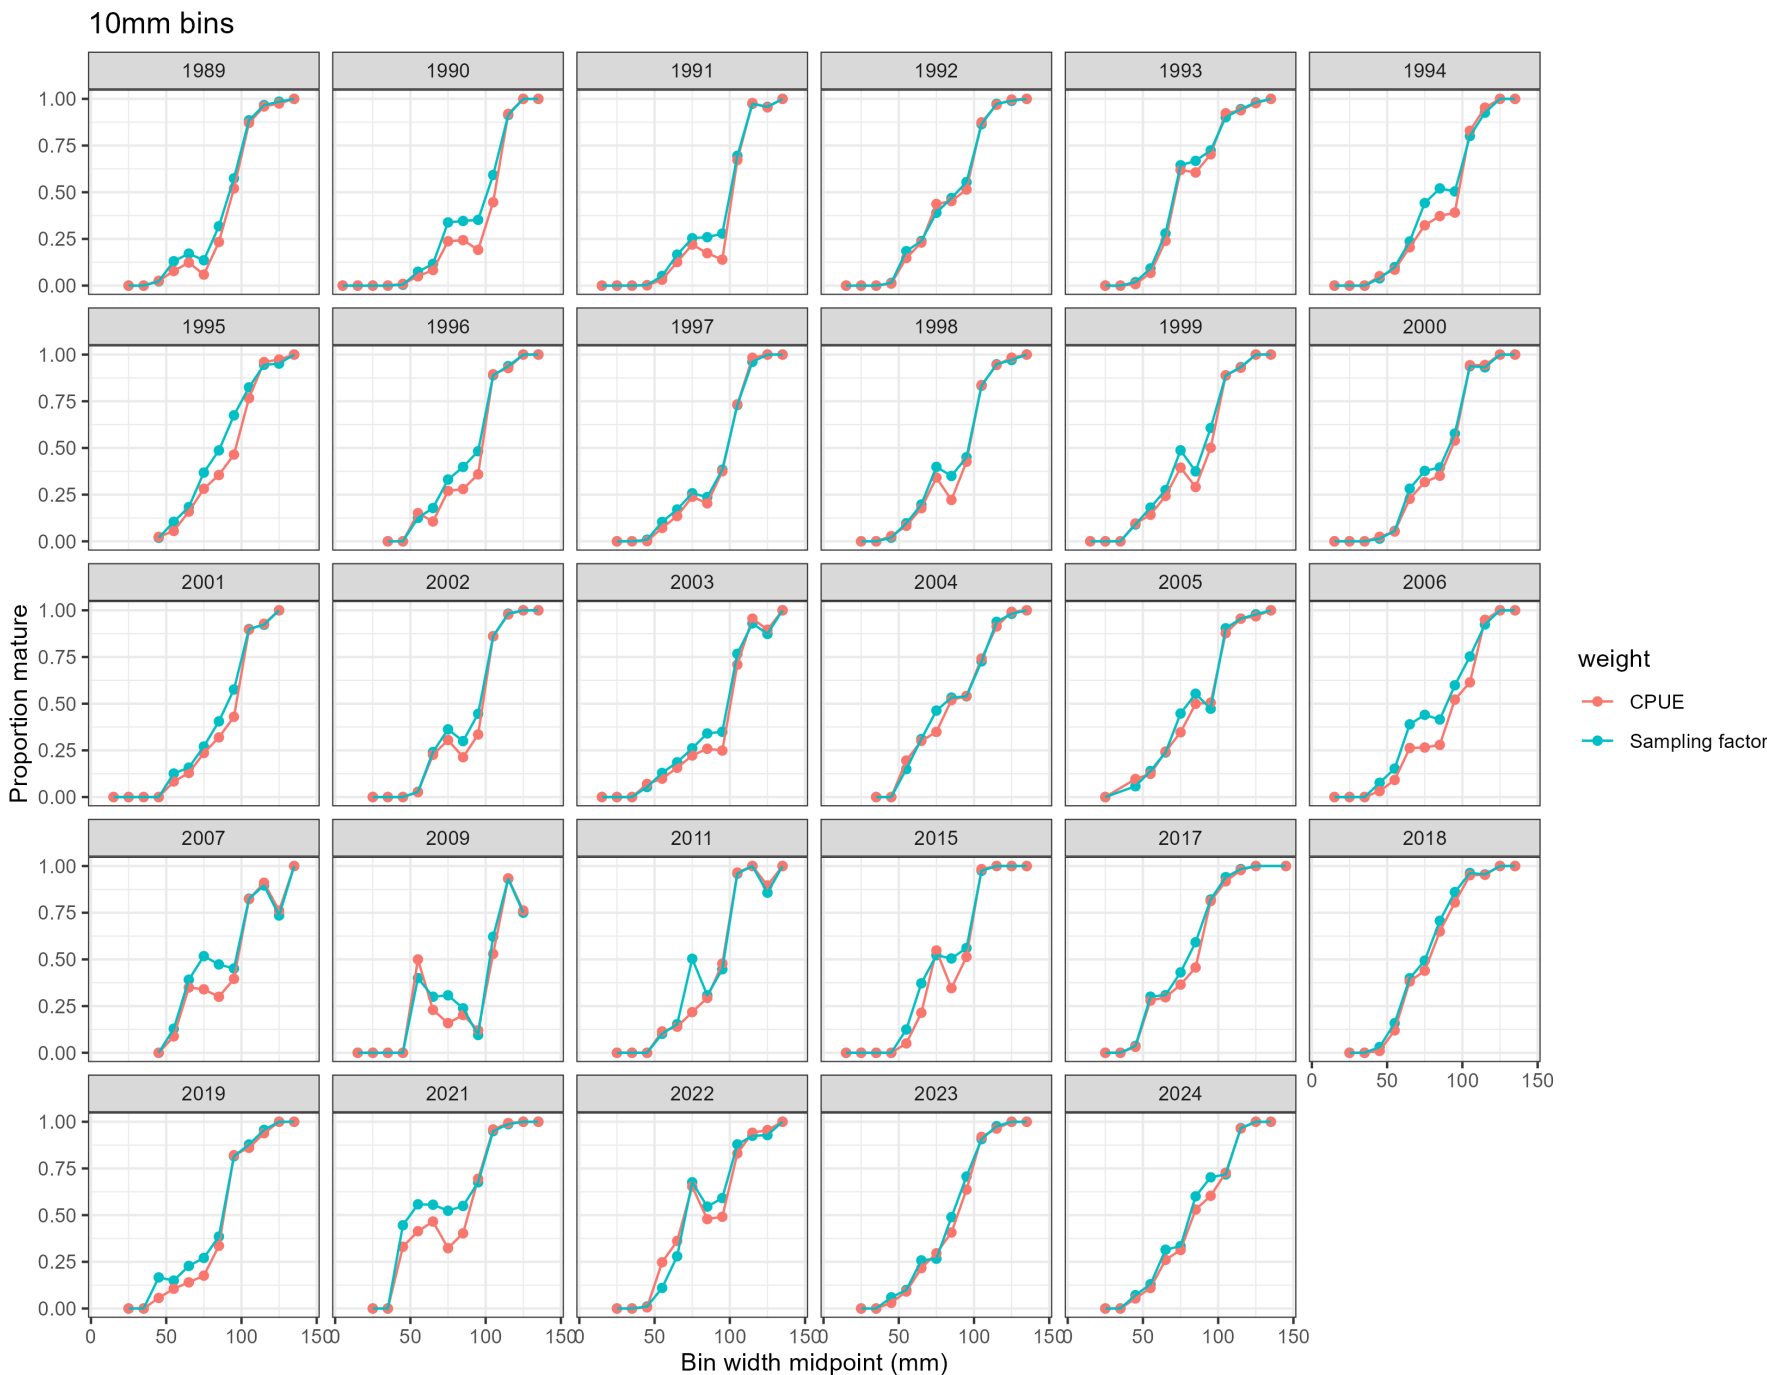 10mm bins
1989 1990 1991 1992 1993 1994
1.00
0.75
0.50
0.25
0.00
1995 1996 1997 1998 1999 2000
1.00
0.75
0.50
0.25
0.00
2001 2002 2003 2004 2005 2006
1.00
0.75
0.50
0.25
0.00
2007 2009 2011 2015 2017 2018
1.00
0.75
0.50
0.25
0.00
0 50 100 150
2019 2021 2022 2023 2024
1.00
0.75
0.50
0.25
0.00
0 50 100 150 0 50 100 150 0 50 100 150 0 50 100 150 0 50 100 150
Bin width midpoint (mm)
Proportion mature
weight
CPUE
Sampling factor